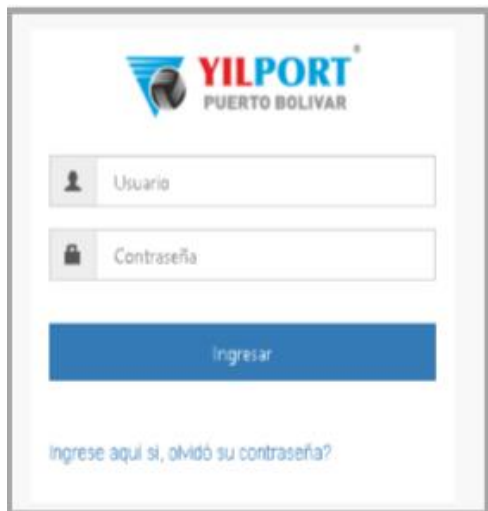 YILPORT
PUERTO BOLIVAR
Usuario
Contraseña
Ingresar
Ingrese aquí si, olvidó su contraseña?